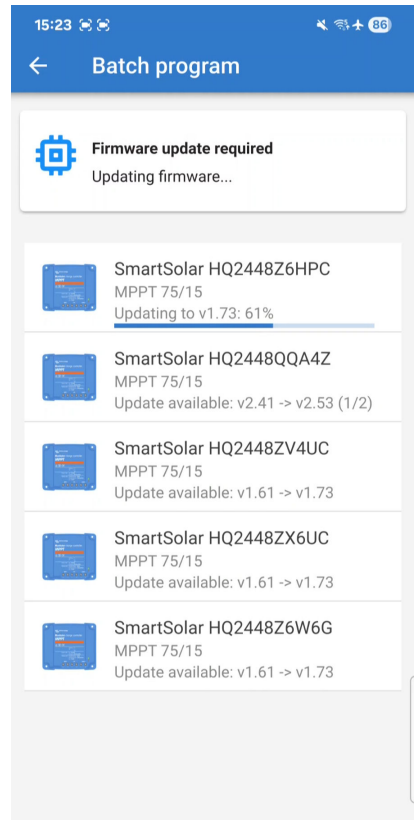 15:23
86
Batch program
Firmware update required
Updating firmware...
SmartSolar HQ2448Z6HPC
MPPT 75/15
Updating to v1.73: 61%
SmartSolar HQ2448QQA4Z
MPPT 75/15
Update available: v2.41 -> v2.53 (1/2)
SmartSolar HQ2448ZV4UC
MPPT 75/15
Update available: v1.61 -> v1.73
SmartSolar HQ2448ZX6UC
MPPT 75/15
Update available: v1.61 -> v1.73
SmartSolar HQ2448Z6W6G
MPPT 75/15
Update available: v1.61 -> v1.73